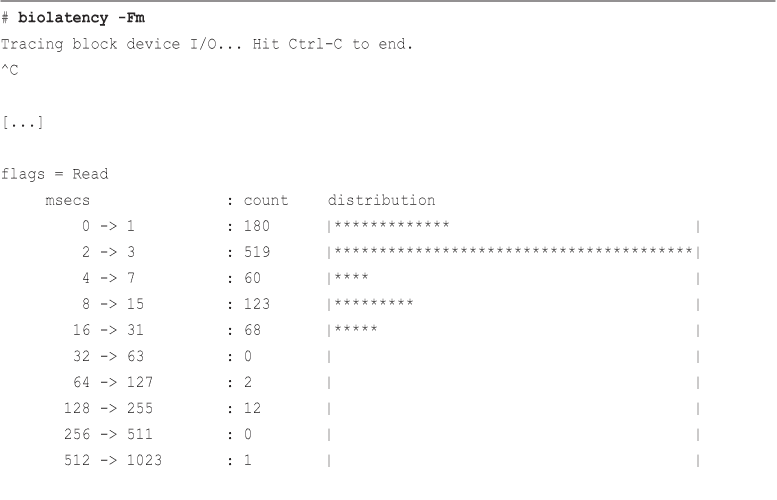 # biolatency -Fm
Tracing block device I/O... Hit Ctrl-C to end.
^C
[...]
flags = Read
     msecs               : count    distribution
         0 -> 1          : 180      |*************                           |
         2 -> 3          : 519      |****************************************|
         4 -> 7          : 60       |****                                    |
         8 -> 15         : 123      |*********                               |
        16 -> 31         : 68       |*****                                   |
        32 -> 63         : 0        |                                        |
        64 -> 127        : 2        |                                        |
       128 -> 255        : 12       |                                        |
       256 -> 511        : 0        |                                        |
       512 -> 1023       : 1        |                                        |